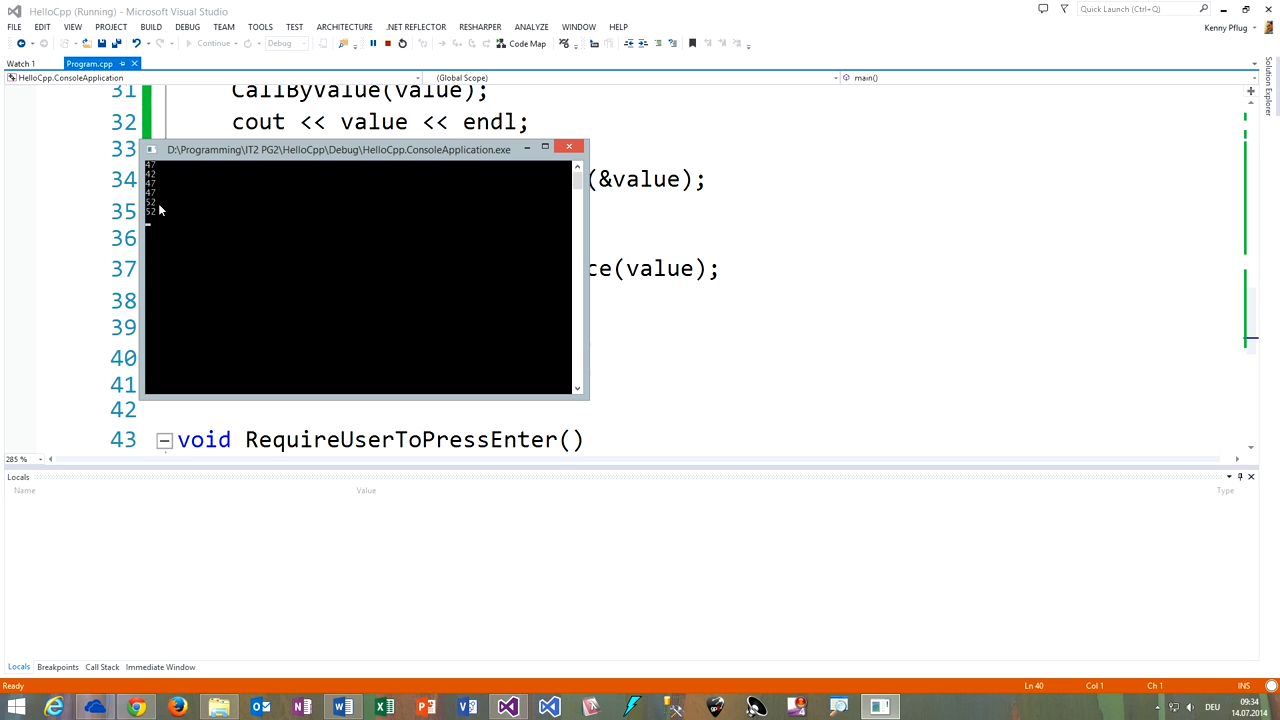 HelloCpp (Running) - Microsoft Visual Studio
Quick Launch (Ctrl+Q)
FILE EDIT VIEW PROJECT BUILD DEBUG TEAM TOOLS TEST ARCHITECTURE .NET REFLECTOR RESHARPER ANALYZE WINDOW HELP
Kenny Pflug
Continue Debug Code Map
Watch 1 Program.cpp
HelloCpp.ConsoleApplication (Global Scope) main()
Solution Explorer
31 CallByValue(value);
32 cout << value << endl;
33
D:\Programming\IT2 PG2\HelloCpp\Debug\HelloCpp.ConsoleApplication.exe
47
42
47
47
52
52
34 (&value);
35
36
37 ce(value);
38
39
40
41
42
43 void RequireUserToPressEnter()
285 %
Locals
Name Value Type
Locals Breakpoints Call Stack Immediate Window
Ready Ln 40 Col 1 Ch 1 INS
DEU
09:34
14.07.2014